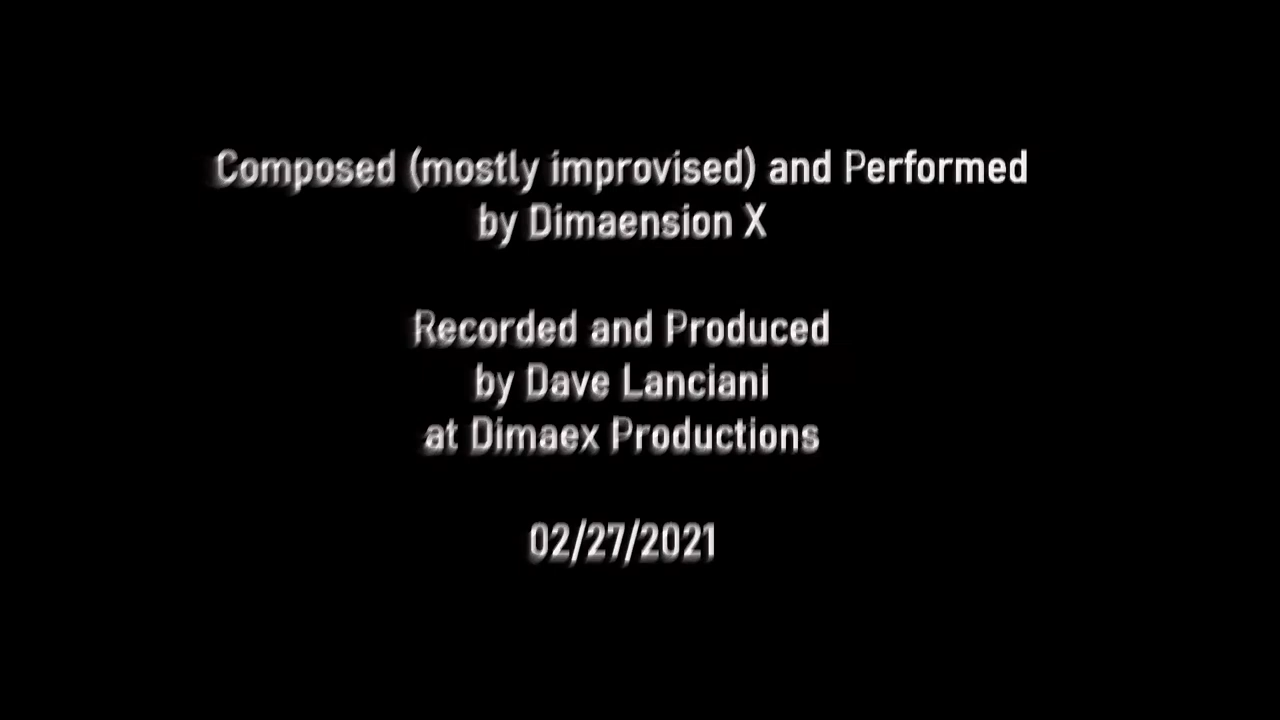 Composed (mostly improvised) and Performed
by Dimaension X
Recorded and Produced
by Dave Lanciani
at Dimaex Productions
02/27/2021